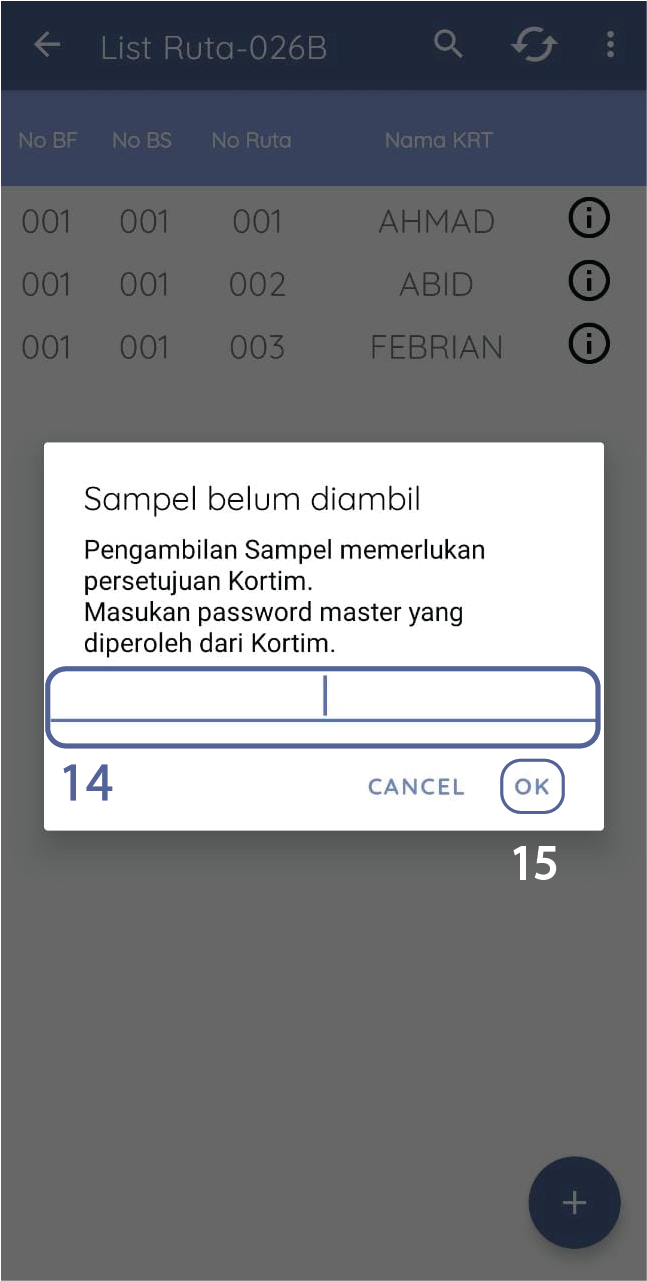 List Ruta-026B
No BF No BS No Ruta Nama KRT
001 001 001 AHMAD
001 001 002 ABID
001 001 003 FEBRIAN
Sampel belum diambil
Pengambilan Sampel memerlukan
persetujuan Kortim.
Masukan password master yang
diperoleh dari Kortim.
14 CANCEL OK
15